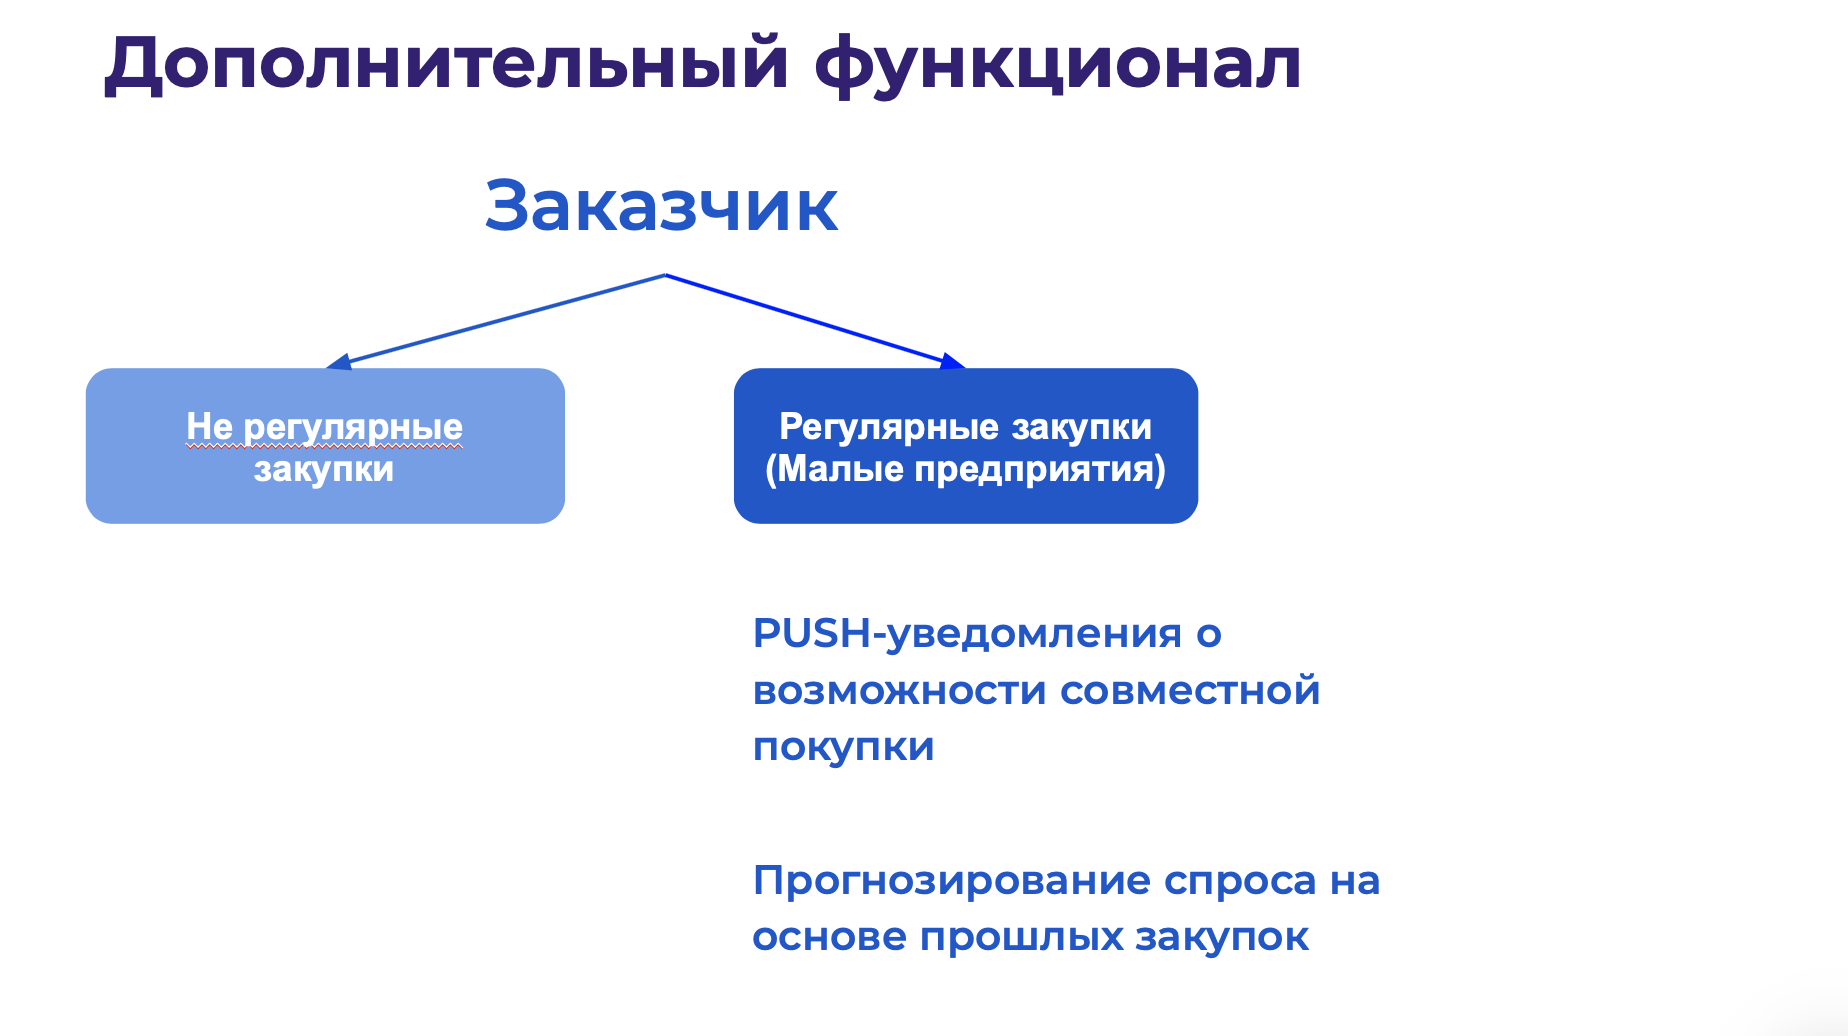 Дополнительный функционал
Заказчик
Не регулярные
закупки
Регулярные закупки
(Малые предприятия)
PUSH-уведомления о
возможности совместной
покупки
Прогнозирование спроса на
основе прошлых закупок